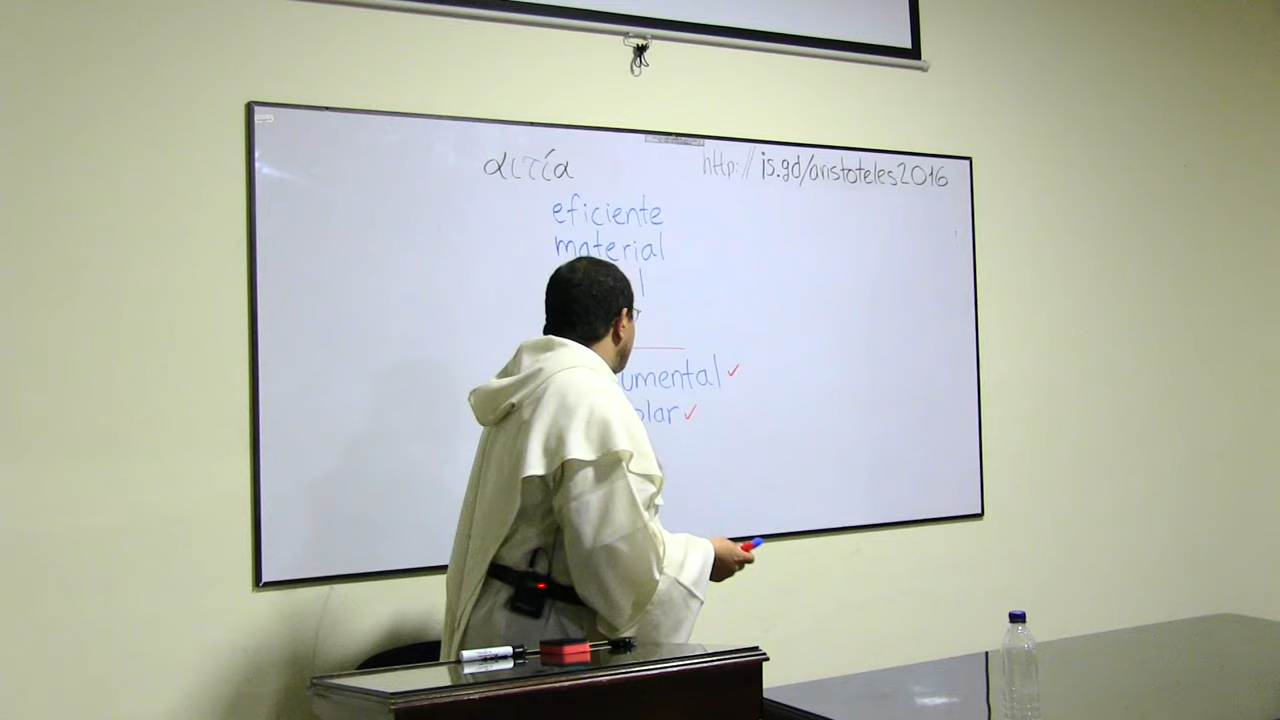 αιτία
http://is.gd/aristoteles2016
eficiente
material
l
umental ✓
olar ✓